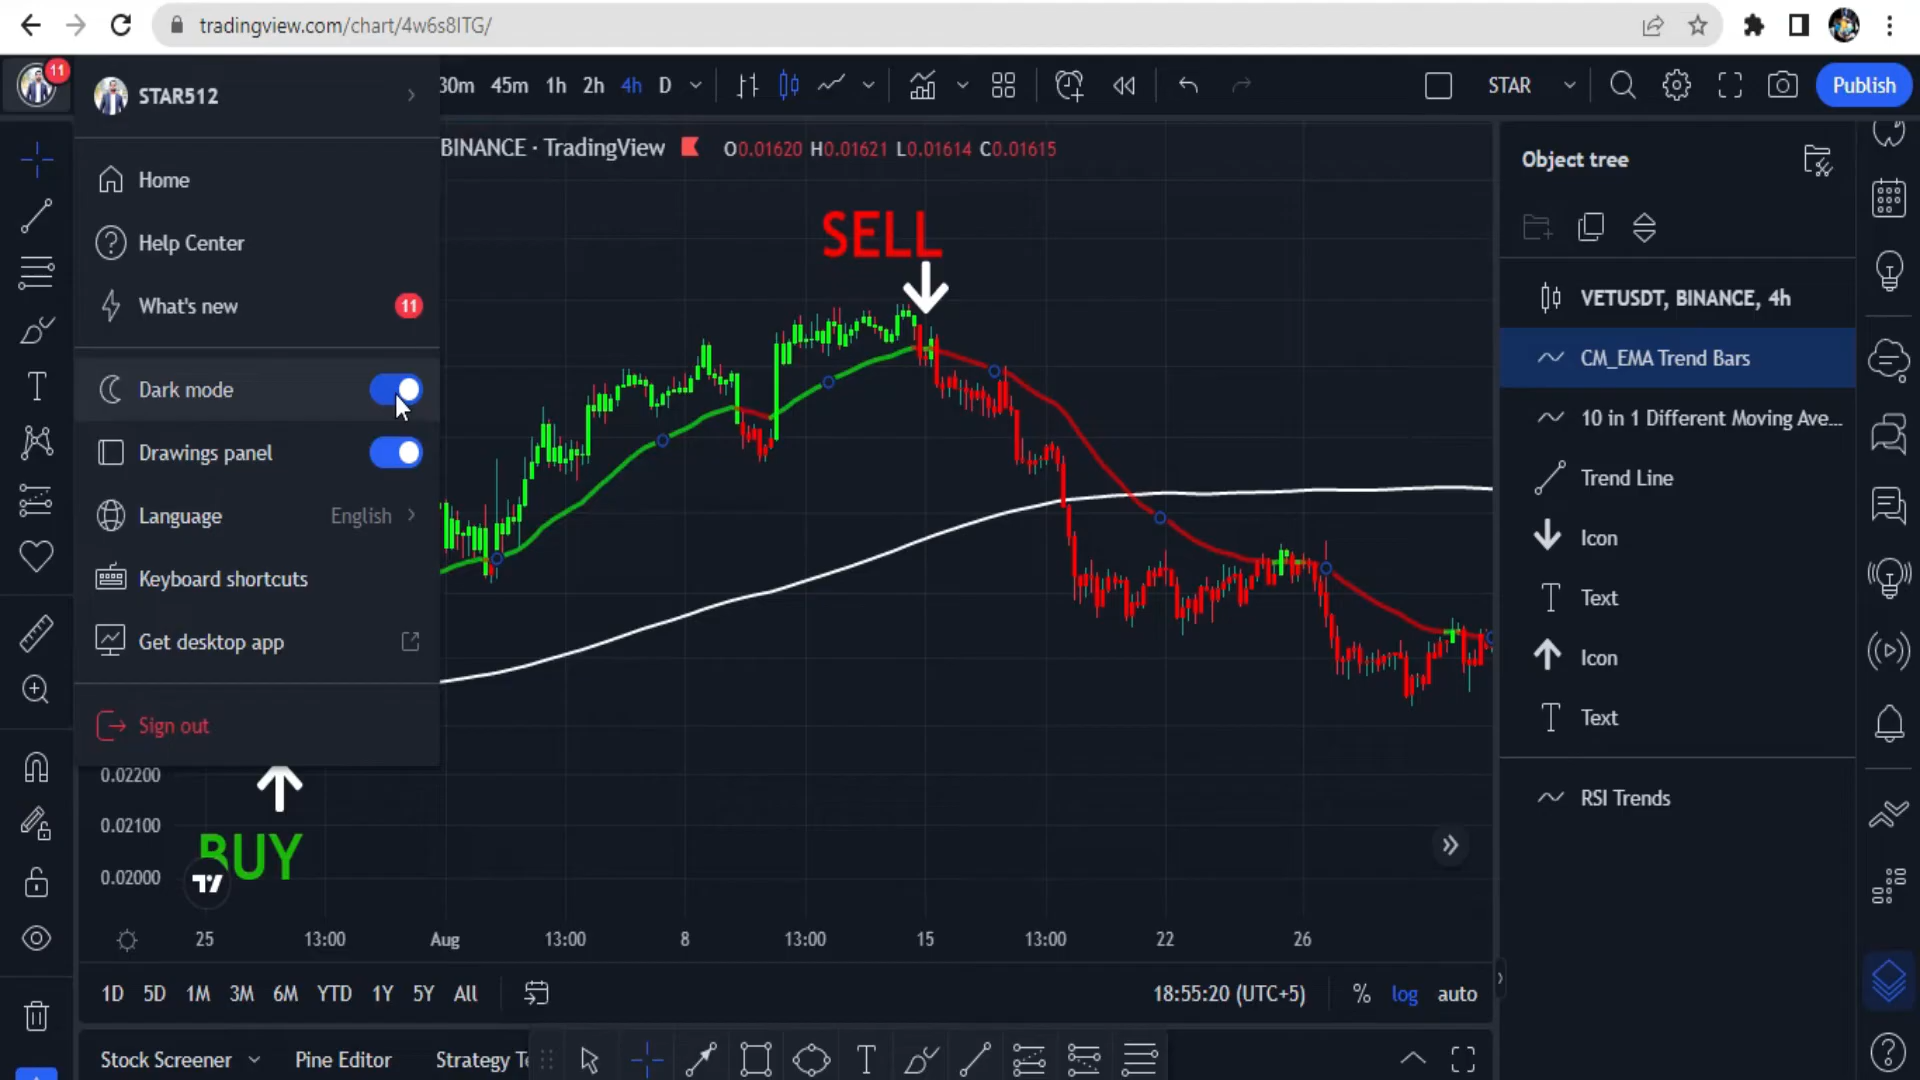 tradingview.com/chart/4w6s8ITG/
11
STAR512
30m 45m 1h 2h 4h D
STAR
Publish
BINANCE · TradingView O0.01620 H0.01621 L0.01614 C0.01615
Home
Help Center
What's new 11
Dark mode
Drawings panel
Language English
Keyboard shortcuts
Get desktop app
Sign out
SELL
BUY
0.02200
0.02100
0.02000
25 13:00 Aug 13:00 8 13:00 15 13:00 22 26
1D 5D 1M 3M 6M YTD 1Y 5Y All
18:55:20 (UTC+5) % log auto
Stock Screener Pine Editor Strategy Te
Object tree
VETUSDT, BINANCE, 4h
CM_EMA Trend Bars
10 in 1 Different Moving Ave...
Trend Line
Icon
Text
Icon
Text
RSI Trends